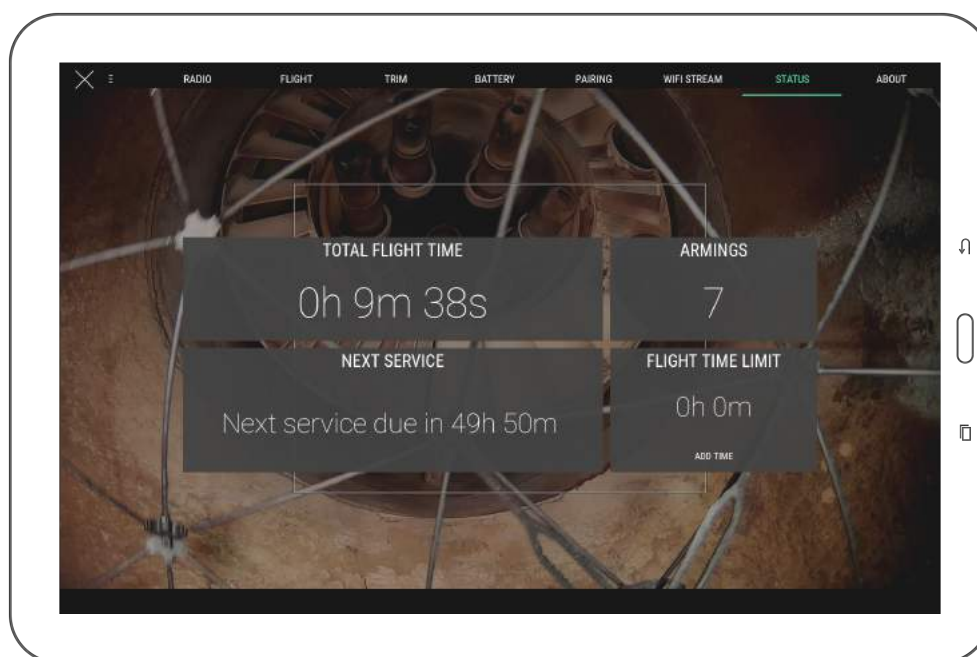 RADIO FLIGHT TRIM BATTERY PAIRING WIFI STREAM STATUS ABOUT
TOTAL FLIGHT TIME
0h 9m 38s
ARMINGS
7
NEXT SERVICE
Next service due in 49h 50m
FLIGHT TIME LIMIT
0h 0m
ADD TIME